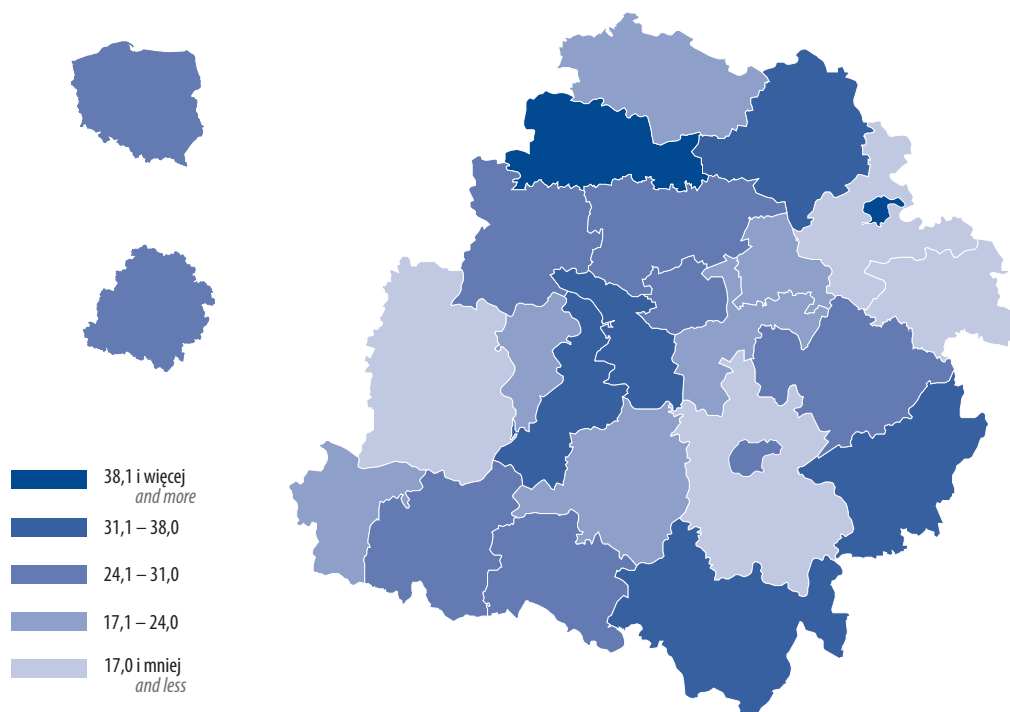 38,1 i więcej
and more
31,1 – 38,0
24,1 – 31,0
17,1 – 24,0
17,0 i mniej
and less